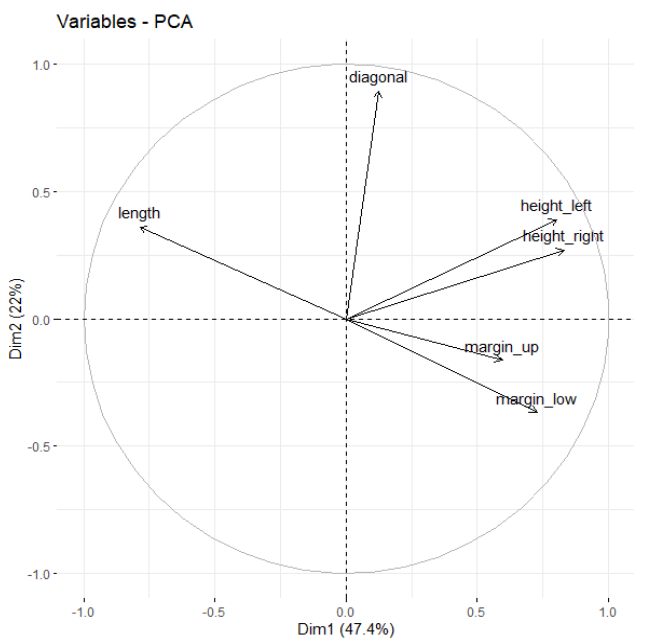 Variables - PCA
1.0
diagonal
0.5
length
height_left
height_right
Dim2 (22%)
0.0
margin_up
margin_low
-0.5
-1.0
-1.0 -0.5 0.0 0.5 1.0
Dim1 (47.4%)